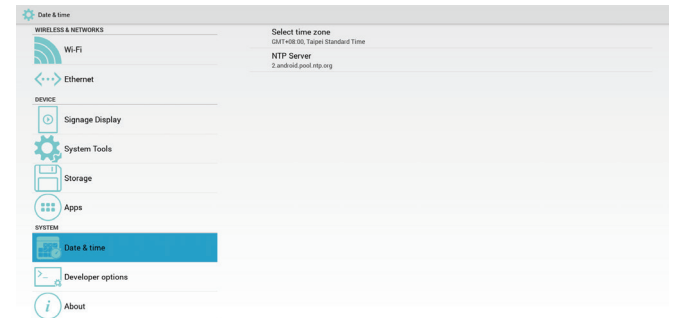 Date & time
WIRELESS & NETWORKS
Wi-Fi
Ethernet
DEVICE
Signage Display
System Tools
Storage
Apps
SYSTEM
Date & time
Developer options
About
Select time zone
GMT+08:00, Taipei Standard Time
NTP Server
2.android.pool.ntp.org